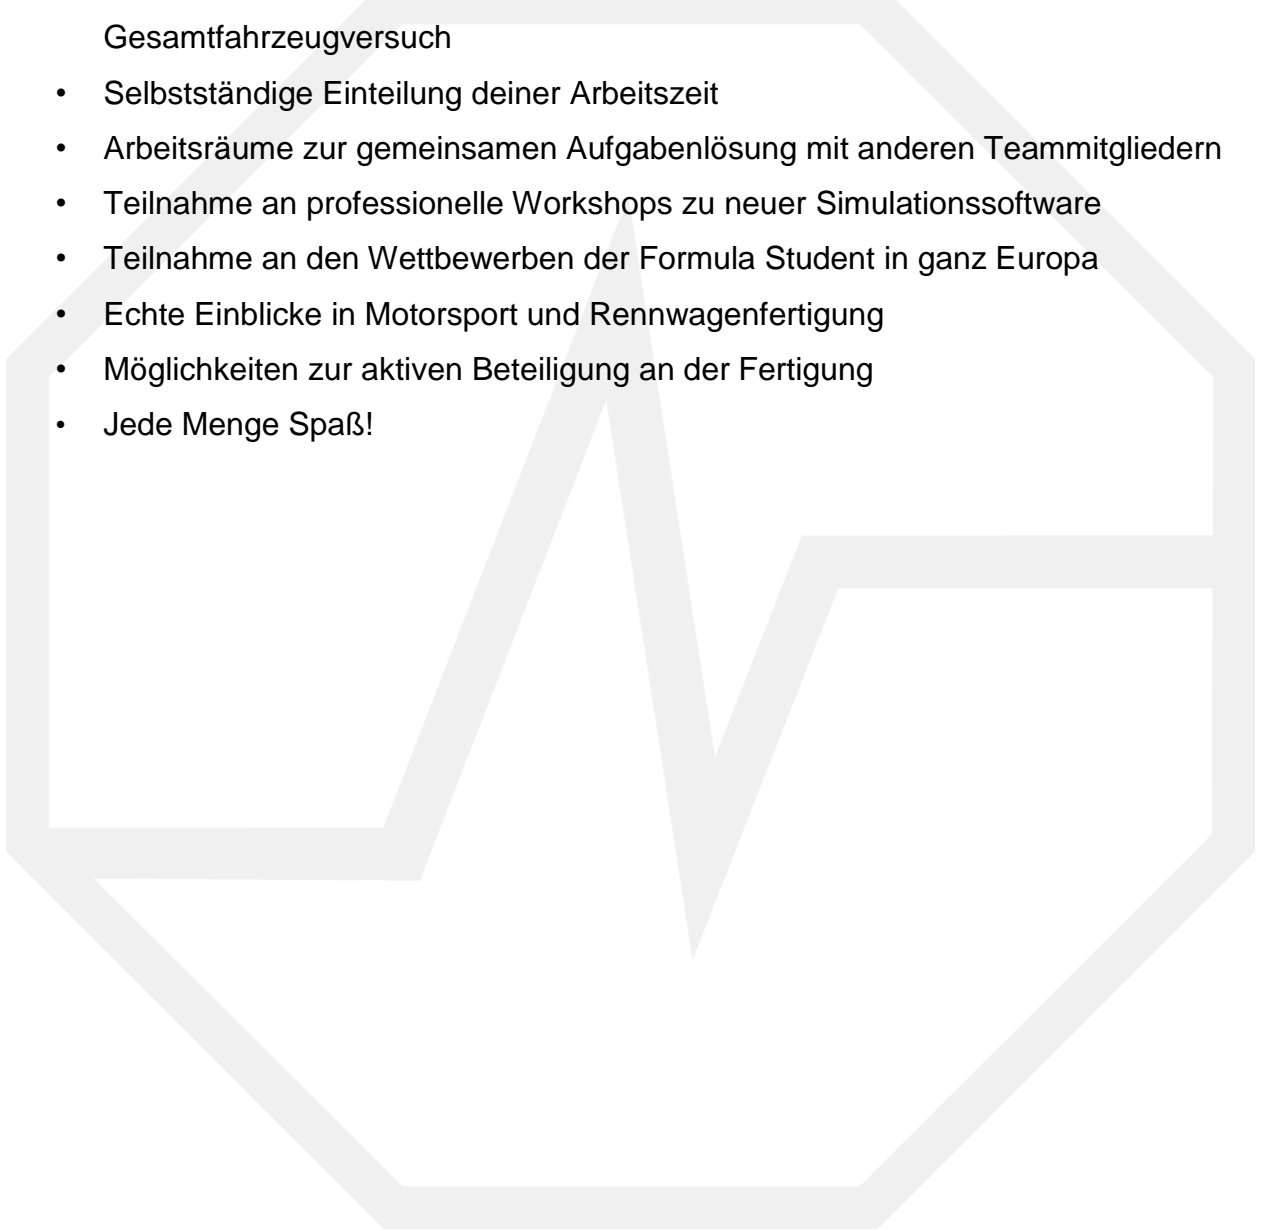 Gesamtfahrzeugversuch
• Selbstständige Einteilung deiner Arbeitszeit
• Arbeitsräume zur gemeinsamen Aufgabenlösung mit anderen Teammitgliedern
• Teilnahme an professionelle Workshops zu neuer Simulationssoftware
• Teilnahme an den Wettbewerben der Formula Student in ganz Europa
• Echte Einblicke in Motorsport und Rennwagenfertigung
• Möglichkeiten zur aktiven Beteiligung an der Fertigung
• Jede Menge Spaß!